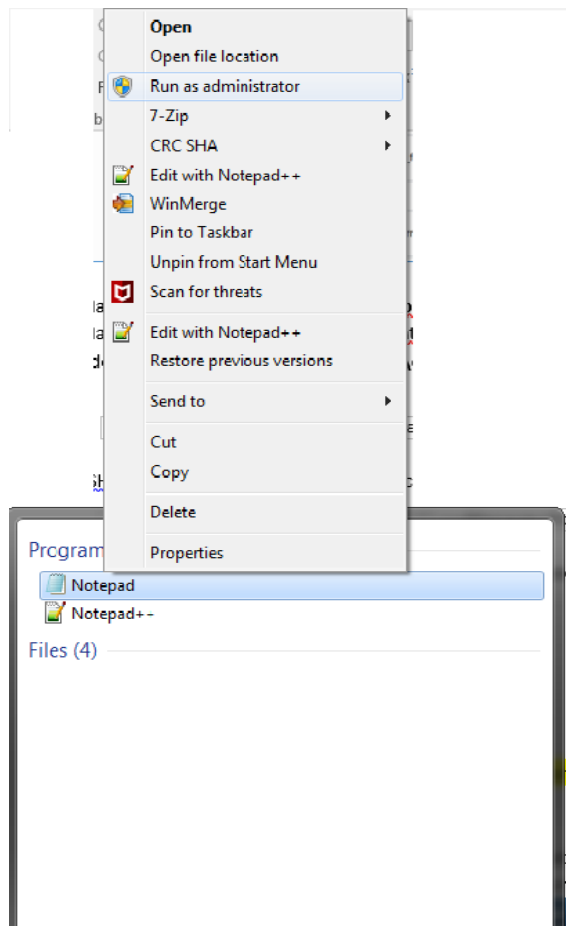 Open
Open file location
Run as administrator
7-Zip
CRC SHA
Edit with Notepad++
WinMerge
Pin to Taskbar
Unpin from Start Menu
Scan for threats
Edit with Notepad++
Restore previous versions
Send to
Cut
Copy
Delete
Properties
Program
Notepad
Notepad++
Files (4)